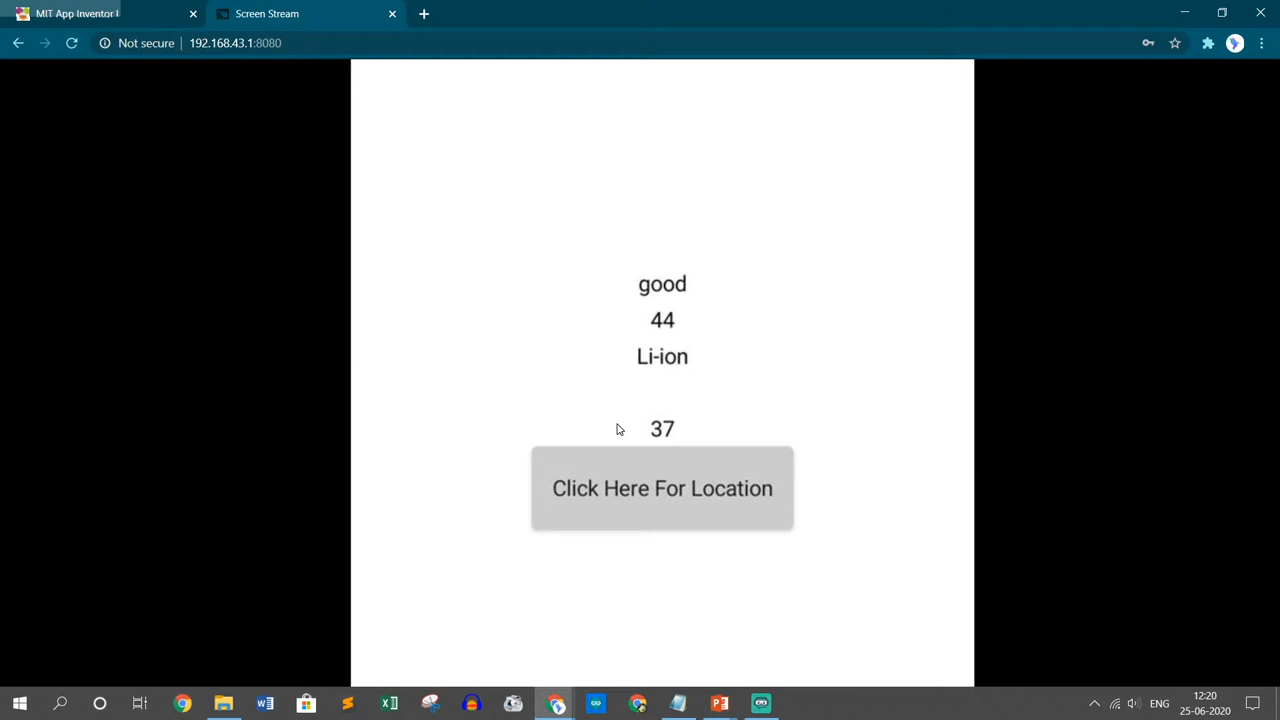 MIT App Inventor
Screen Stream
Not secure
192.168.43.1:8080
good
44
Li-ion
37
Click Here For Location
ENG
12:20
25-06-2020